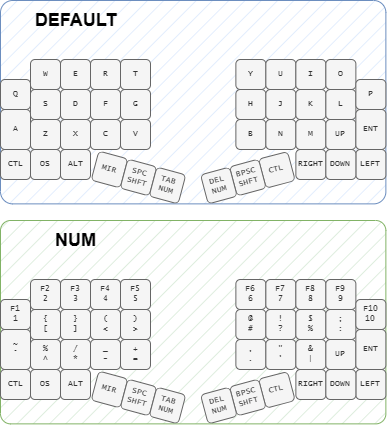 DEFAULT
W E R T Y U I O
Q P
S D F G H J K L
A ENT
Z X C V B N M UP
CTL OS ALT MIR SPC SHFT TAB NUM DEL NUM BPSC SHFT CTL RIGHT DOWN LEFT
NUM
F2 F3 F4 F5 F6 F7 F8 F9
2 3 4 5 6 7 8 9
F1 F10
1 10
{ } ( ) @ ! $ ;
[ ] < > # ? % :
~ ENT
`
% / _ + , " & UP
^ * - = . ' |
CTL OS ALT MIR SPC SHFT TAB NUM DEL NUM BPSC SHFT CTL RIGHT DOWN LEFT